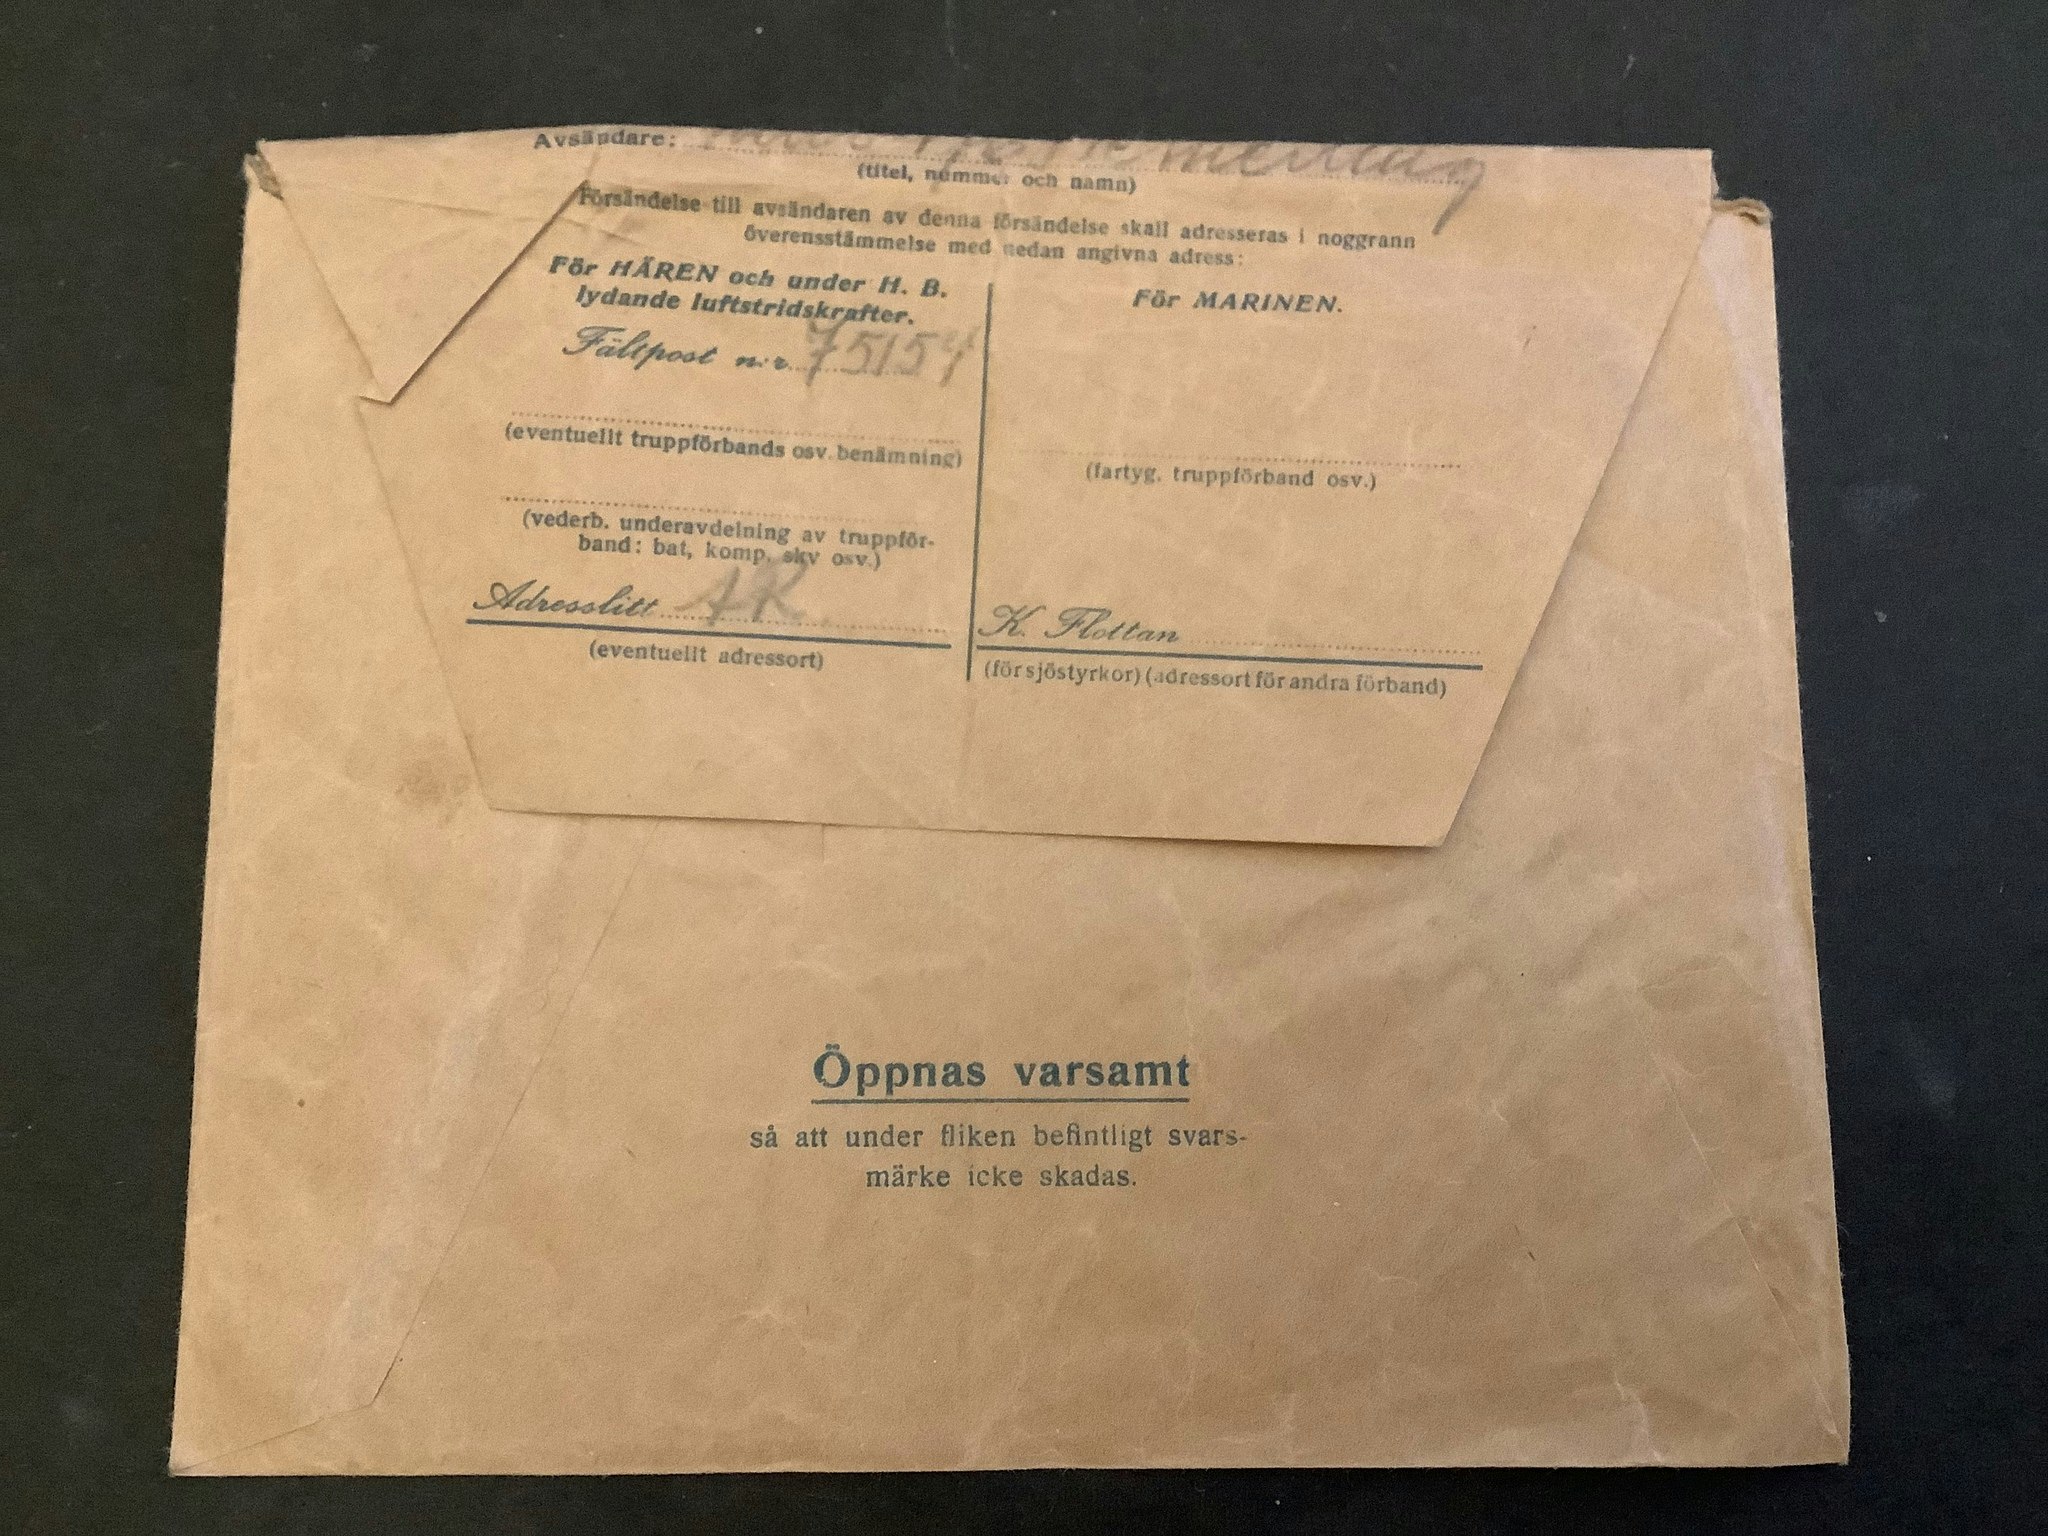 Avsändare:
(titel, nummer och namn)
Försändelse till avsändaren av denna försändelse skall adresseras i noggrann
överensstämmelse med nedan angivna adress:
För HÄREN och under H. B.
lydande luftstridskrafter.
Fältpost n:r 75154
(eventuellt truppförbands osv. benämning)
(vederb. underavdelning av truppför-
band: bat, komp. skv osv.)
Adresslitt AK
(eventuellt adressort)
För MARINEN.
(fartyg, truppförband osv.)
K. Flottan
(för sjöstyrkor) (adressort för andra förband)
Öppnas varsamt
så att under fliken befintligt svars-
märke icke skadas.